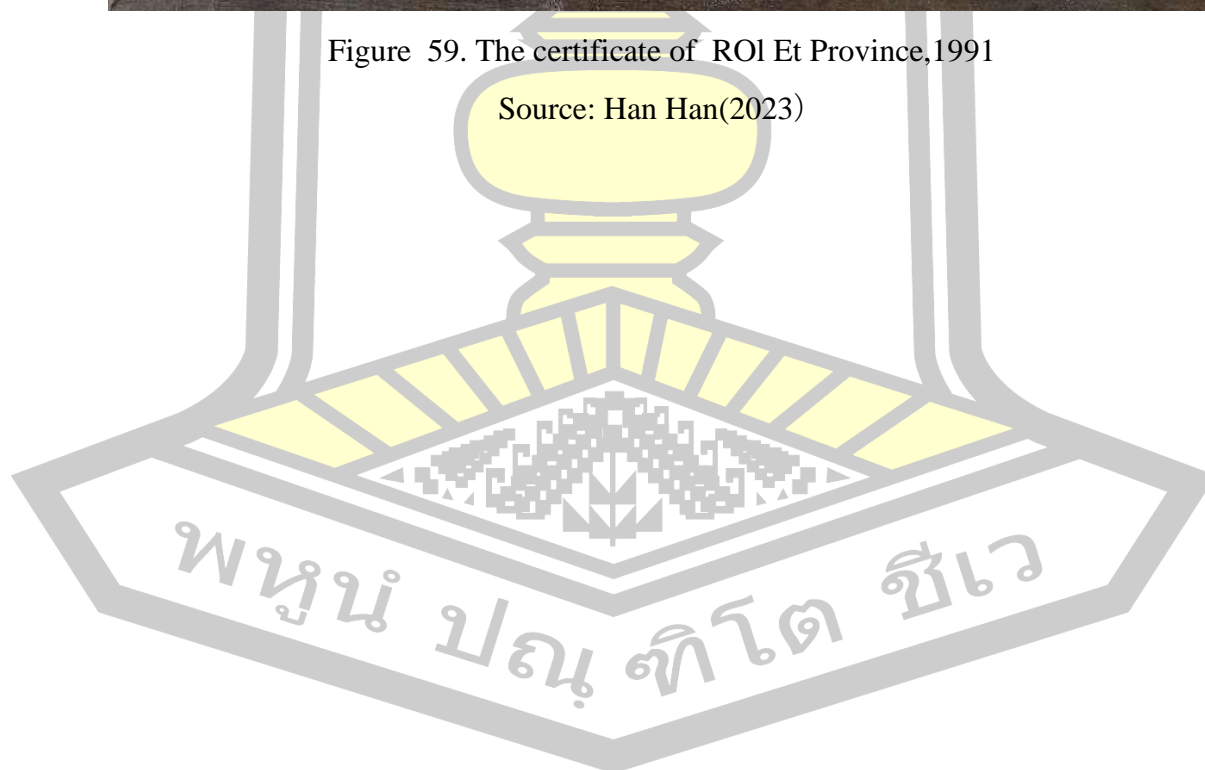 Figure 59. The certificate of ROl Et Province,1991
Source: Han Han(2023）
พหูนํ ปณฺฑิโต ชีเว